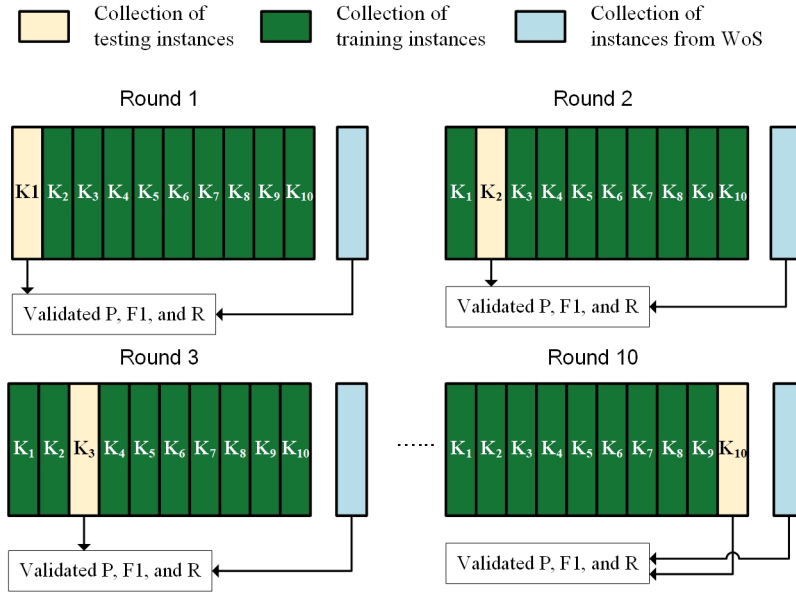 Collection of
testing instances
Collection of
training instances
Collection of
instances from WoS
Round 1
K1 K₂ K₃ K₄ K₅ K₆ K₇ K₈ K₉ K₁₀
Validated P, F1, and R
Round 2
K₁ K₂ K₃ K₄ K₅ K₆ K₇ K₈ K₉ K₁₀
Validated P, F1, and R
Round 3
K₁ K₂ K₃ K₄ K₅ K₆ K₇ K₈ K₉ K₁₀
Validated P, F1, and R
......
Round 10
K₁ K₂ K₃ K₄ K₅ K₆ K₇ K₈ K₉ K₁₀
Validated P, F1, and R